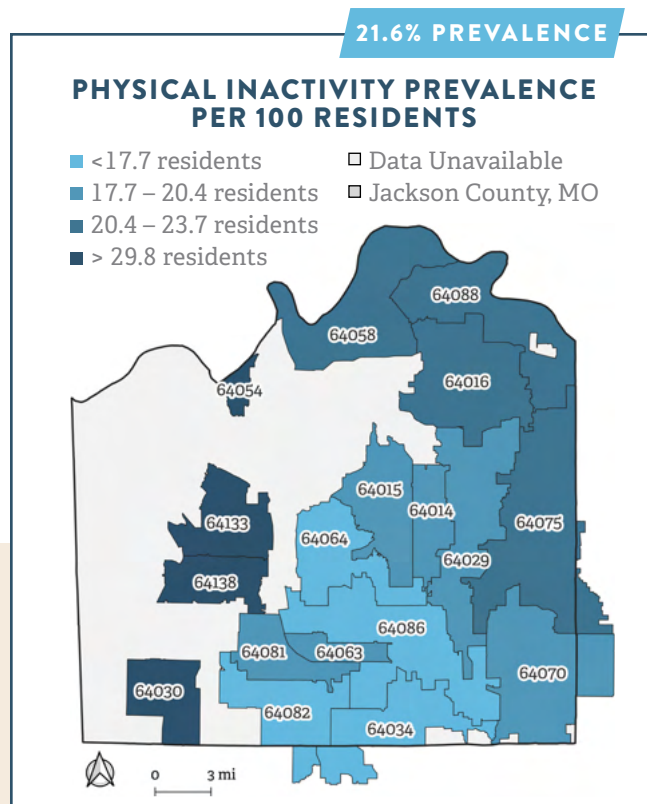 21.6% PREVALENCE
PHYSICAL INACTIVITY PREVALENCE
PER 100 RESIDENTS
<17.7 residents
17.7 – 20.4 residents
20.4 – 23.7 residents
> 29.8 residents
Data Unavailable
Jackson County, MO
64088
64058
64016
64054
64015
64014
64133
64075
64064
64029
64138
64086
64081
64063
64070
64030
64082
64034
0 3 mi